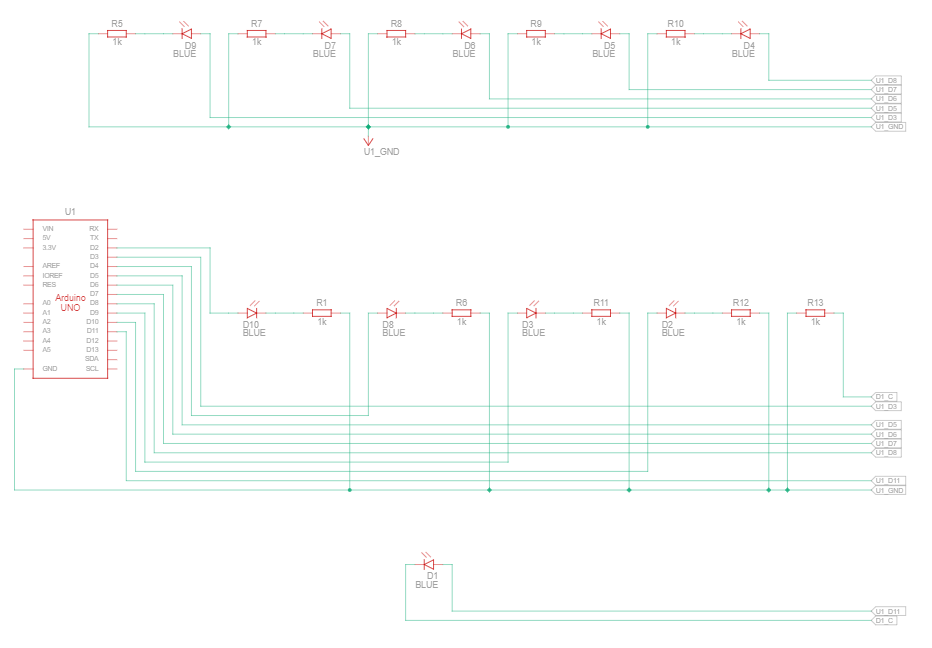 R5
1k
D9
BLUE
R7
1k
D7
BLUE
R8
1k
D6
BLUE
R9
1k
D5
BLUE
R10
1k
D4
BLUE
U1_D8
U1_D7
U1_D6
U1_D5
U1_D3
U1_GND
U1_GND
U1
VIN
5V
3.3V
AREF
IOREF
RES
A0
A1
A2
A3
A4
A5
GND
Arduino
UNO
RX
TX
D2
D3
D4
D5
D6
D7
D8
D9
D10
D11
D12
D13
SDA
SCL
D10
BLUE
R1
1k
D8
BLUE
R6
1k
D3
BLUE
R11
1k
D2
BLUE
R12
1k
R13
1k
D1_C
U1_D3
U1_D5
U1_D6
U1_D7
U1_D8
U1_D11
U1_GND
D1
BLUE
U1_D11
D1_C